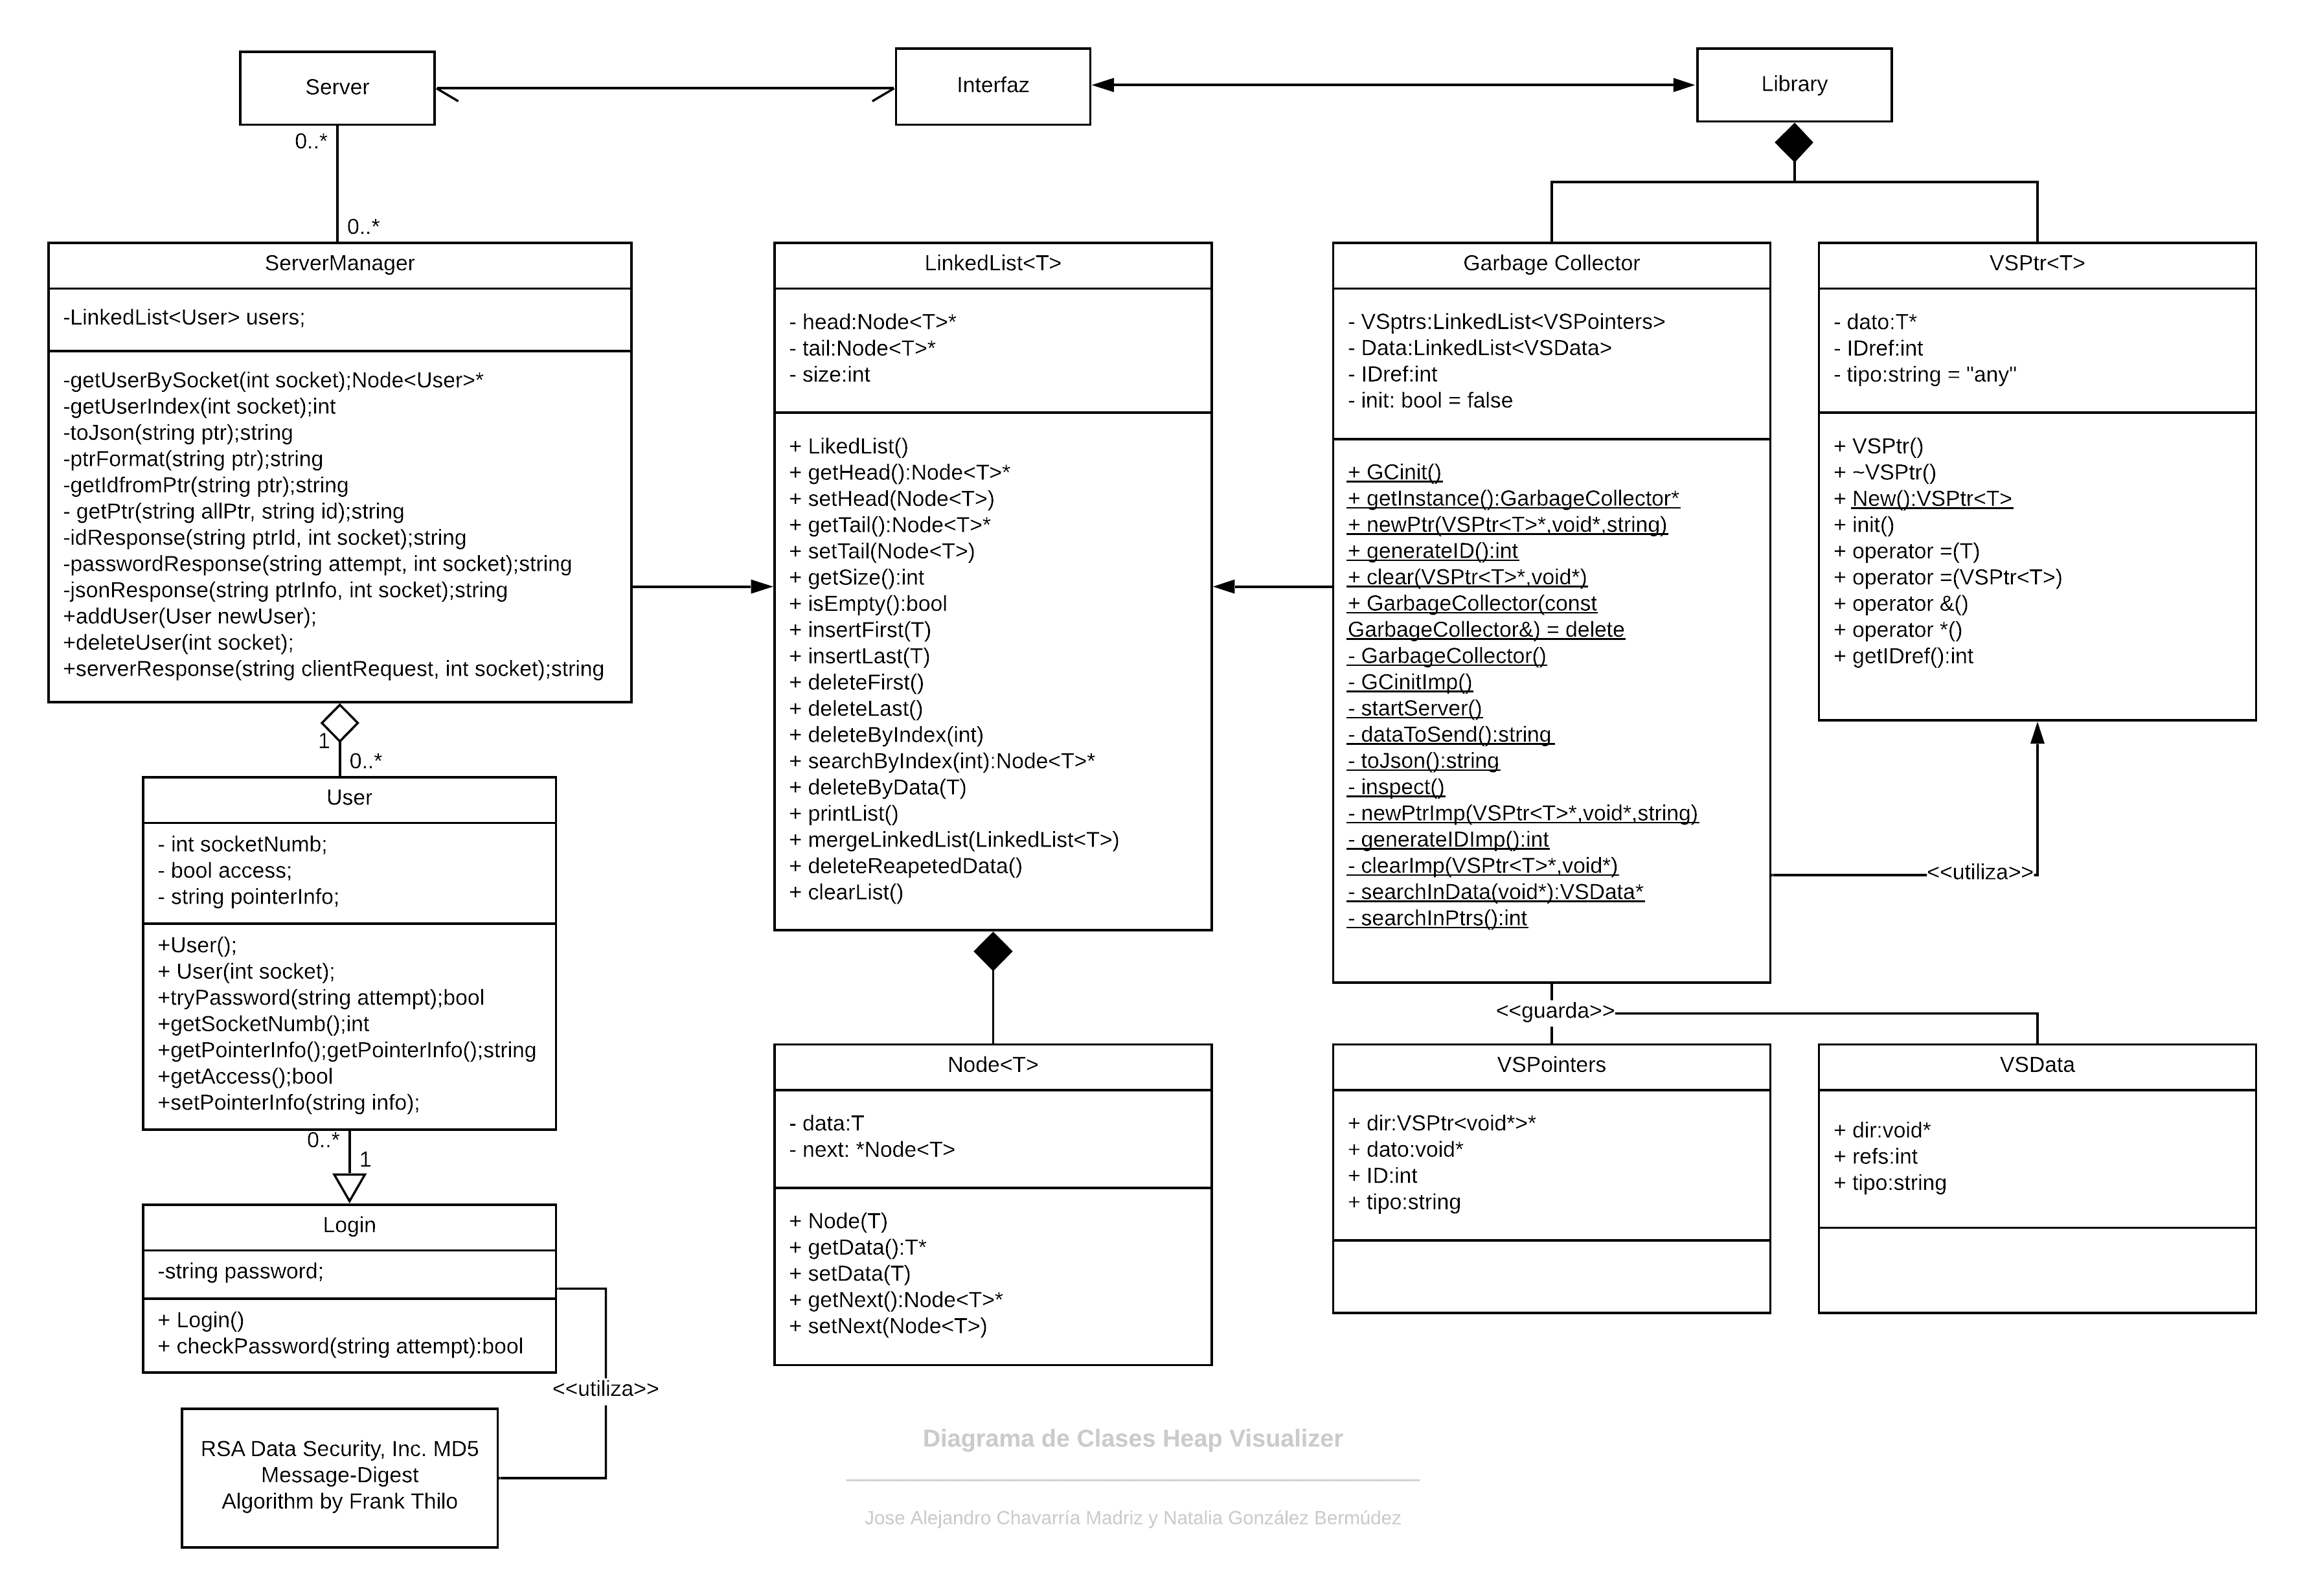 Server
Interfaz
Library
0..*
0..*
ServerManager
-LinkedList<User> users;
-getUserBySocket(int socket);Node<User>*
-getUserIndex(int socket);int
-toJson(string ptr);string
-ptrFormat(string ptr);string
-getIdfromPtr(string ptr);string
- getPtr(string allPtr, string id);string
-idResponse(string ptrId, int socket);string
-passwordResponse(string attempt, int socket);string
-jsonResponse(string ptrInfo, int socket);string
+addUser(User newUser);
+deleteUser(int socket);
+serverResponse(string clientRequest, int socket);string
1
0..*
User
- int socketNumb;
- bool access;
- string pointerInfo;
+User();
+ User(int socket);
+tryPassword(string attempt);bool
+getSocketNumb();int
+getPointerInfo();getPointerInfo();string
+getAccess();bool
+setPointerInfo(string info);
0..*
1
Login
-string password;
+ Login()
+ checkPassword(string attempt):bool
<<utiliza>>
RSA Data Security, Inc. MD5
Message-Digest
Algorithm by Frank Thilo
LinkedList<T>
- head:Node<T>*
- tail:Node<T>*
- size:int
+ LikedList()
+ getHead():Node<T>*
+ setHead(Node<T>)
+ getTail():Node<T>*
+ setTail(Node<T>)
+ getSize():int
+ isEmpty():bool
+ insertFirst(T)
+ insertLast(T)
+ deleteFirst()
+ deleteLast()
+ deleteByIndex(int)
+ searchByIndex(int):Node<T>*
+ deleteByData(T)
+ printList()
+ mergeLinkedList(LinkedList<T>)
+ deleteReapetedData()
+ clearList()
Node<T>
- data:T
- next: *Node<T>
+ Node(T)
+ getData():T*
+ setData(T)
+ getNext():Node<T>*
+ setNext(Node<T>)
Garbage Collector
- VSptrs:LinkedList<VSPointers>
- Data:LinkedList<VSData>
- IDref:int
- init: bool = false
+ GCinit()
+ getInstance():GarbageCollector*
+ newPtr(VSPtr<T>*,void*,string)
+ generateID():int
+ clear(VSPtr<T>*,void*)
+ GarbageCollector(const
GarbageCollector&) = delete
- GarbageCollector()
- GCinitImp()
- startServer()
- dataToSend():string
- toJson():string
- inspect()
- newPtrImp(VSPtr<T>*,void*,string)
- generateIDImp():int
- clearImp(VSPtr<T>*,void*)
- searchInData(void*):VSData*
- searchInPtrs():int
VSPtr<T>
- dato:T*
- IDref:int
- tipo:string = "any"
+ VSPtr()
+ ~VSPtr()
+ New():VSPtr<T>
+ init()
+ operator =(T)
+ operator =(VSPtr<T>)
+ operator &()
+ operator *()
+ getIDref():int
<<utiliza>>
<<guarda>>
VSPointers
+ dir:VSPtr<void*>*
+ dato:void*
+ ID:int
+ tipo:string
VSData
+ dir:void*
+ refs:int
+ tipo:string
Diagrama de Clases Heap Visualizer
Jose Alejandro Chavarría Madriz y Natalia González Bermúdez